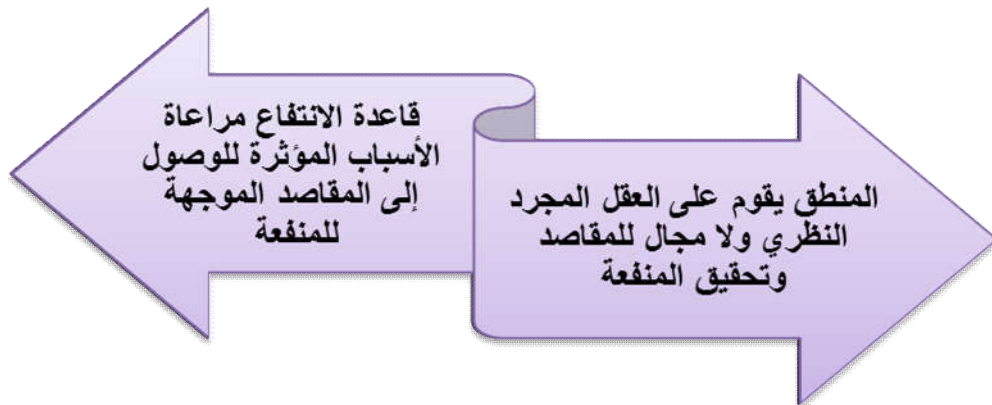 قاعدة الانتفاع مراعاة
الأسباب المؤثرة للوصول
إلى المقاصد الموجهة
للمنفعة
المنطق يقوم على العقل المجرد
النظري ولا مجال للمقاصد
وتحقيق المنفعة